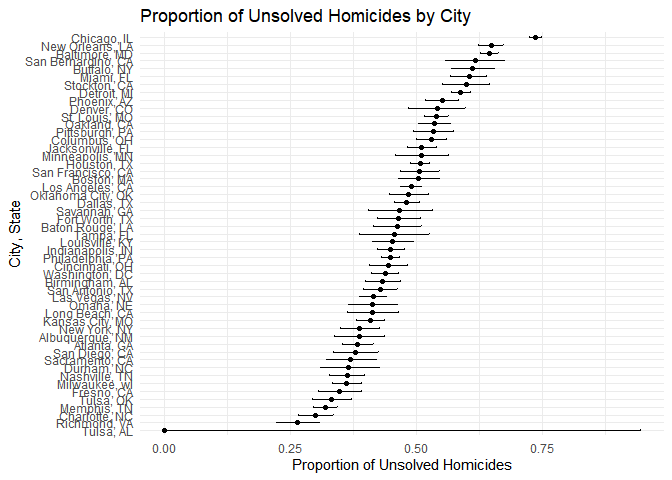 Proportion of Unsolved Homicides by City
Chicago, IL
New Orleans, LA
Baltimore, MD
San Bernardino, CA
Buffalo, NY
Miami, FL
Stockton, CA
Detroit, MI
Phoenix, AZ
Denver, CO
St. Louis, MO
Oakland, CA
Pittsburgh, PA
Columbus, OH
Jacksonville, FL
Minneapolis, MN
Houston, TX
San Francisco, CA
Boston, MA
Los Angeles, CA
Oklahoma City, OK
Dallas, TX
Savannah, GA
Fort Worth, TX
Baton Rouge, LA
Tampa, FL
Louisville, KY
Indianapolis, IN
Philadelphia, PA
Cincinnati, OH
Washington, DC
Birmingham, AL
San Antonio, TX
Las Vegas, NV
Omaha, NE
Long Beach, CA
Kansas City, MO
New York, NY
Albuquerque, NM
Atlanta, GA
San Diego, CA
Sacramento, CA
Durham, NC
Nashville, TN
Milwaukee, wI
Fresno, CA
Tulsa, OK
Memphis, TN
Charlotte, NC
Richmond, VA
Tulsa, AL
City, State
0.00 0.25 0.50 0.75
Proportion of Unsolved Homicides